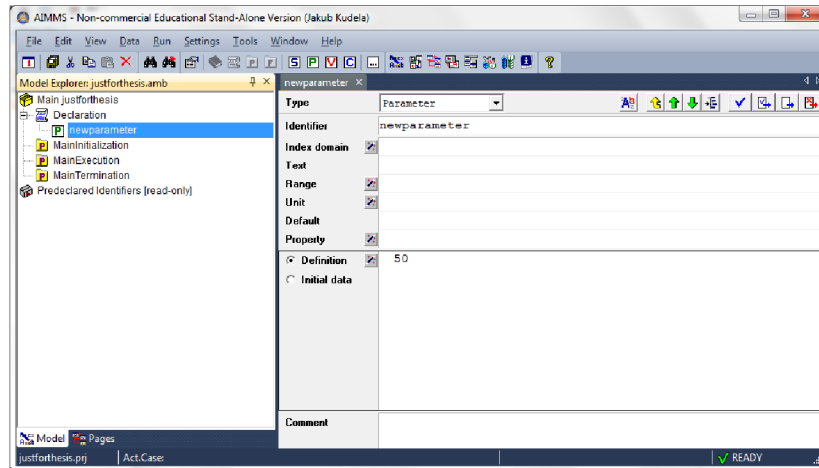 AIMMS - Non-commercial Educational Stand-Alone Version (Jakub Kudela)
File Edit View Data Run Settings Tools Window Help
Model Explorer: justforthesis.amb
Main justforthesis
Declaration
P newparameter
P MainInitialization
P MainExecution
P MainTermination
Predeclared Identifiers [read-only]
Model Pages
newparameter
Type Parameter
Identifier newparameter
Index domain
Text
Range
Unit
Default
Property
Definition 50
Initial data
Comment
justforthesis.prj Act.Case: READY